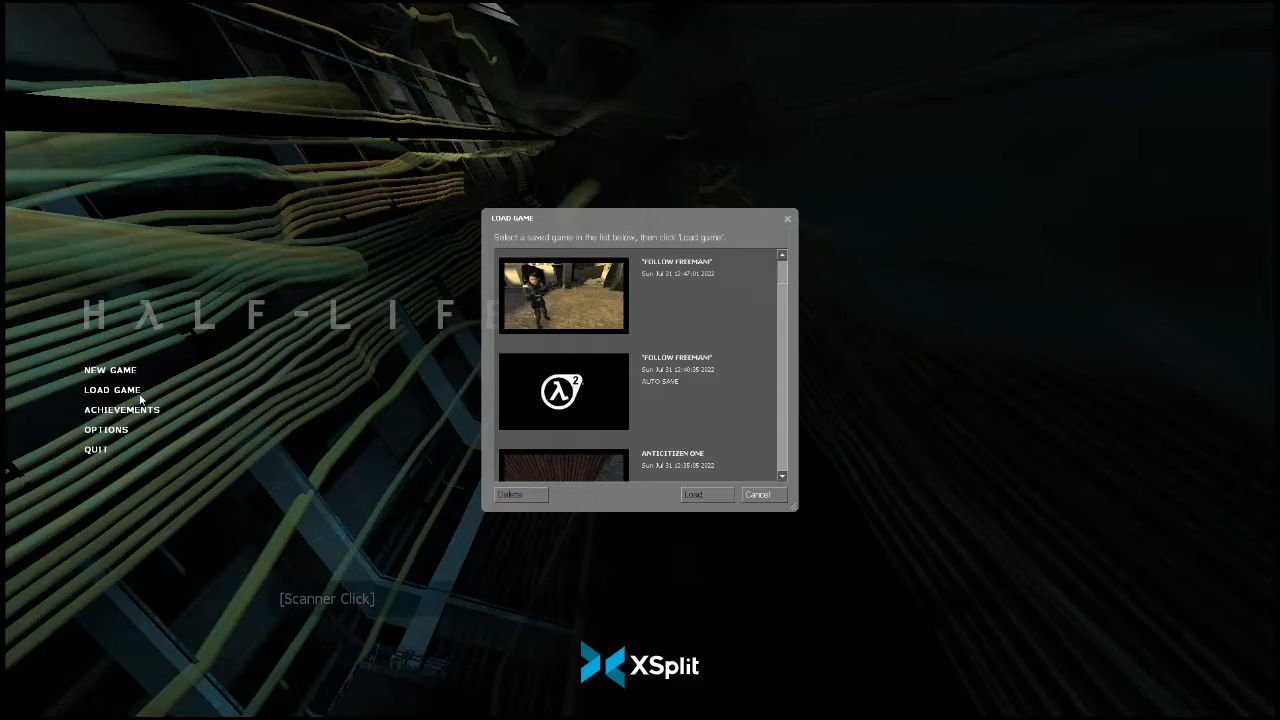 LOAD GAME
Select a saved game in the list below, then click 'Load game'.
"FOLLOW FREEMAN!"
Sun Jul 31 12:47:01 2022
"FOLLOW FREEMAN!"
Sun Jul 31 12:40:35 2022
AUTO SAVE
ANTICITIZEN ONE
Sun Jul 31 12:35:05 2022
Delete
Load
Cancel
HλLF-LIFE
NEW GAME
LOAD GAME
ACHIEVEMENTS
OPTIONS
QUIT
[Scanner Click]
XSplit